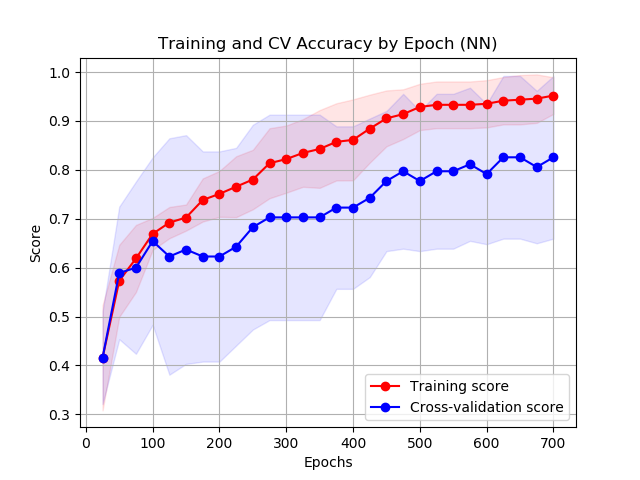 Training and CV Accuracy by Epoch (NN)
1.0
0.9
0.8
0.7
0.6
0.5
0.4
0.3
Score
0 100 200 300 400 500 600 700
Epochs
Training score
Cross-validation score